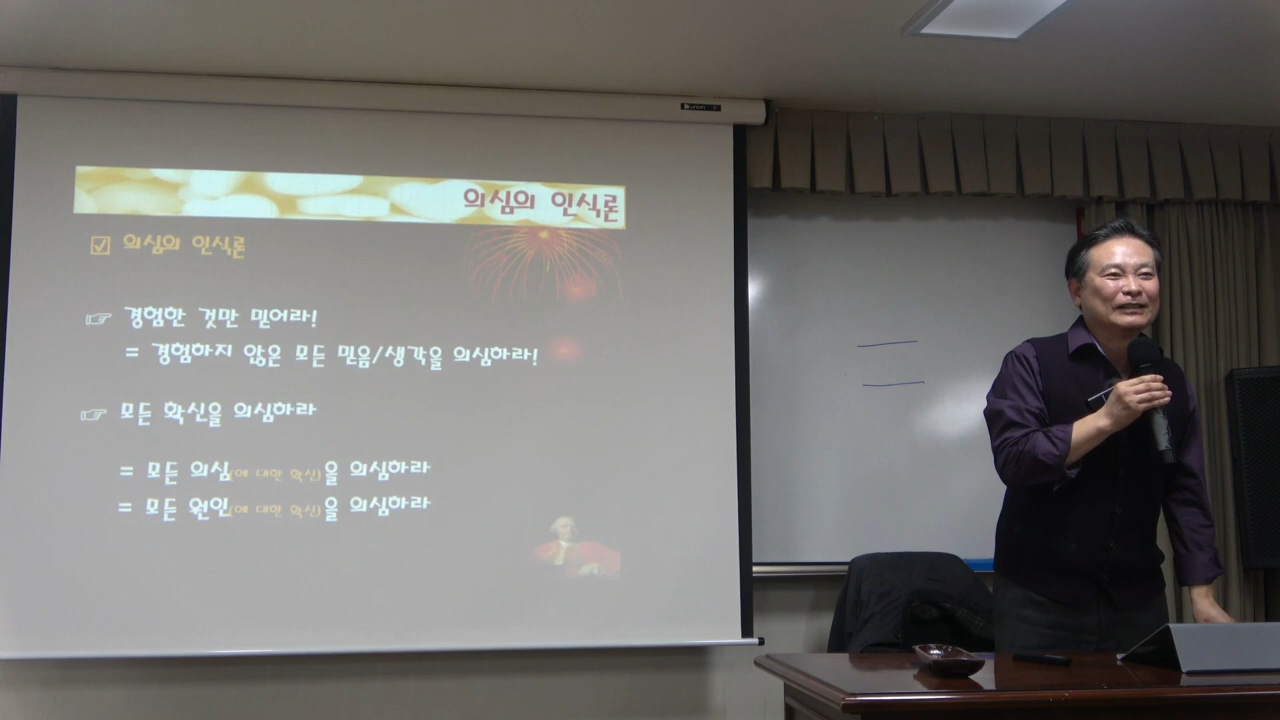 의심의 인식론
의심의 인식론
경험한 것만 믿어라!
= 경험하지 않은 모든 믿음/생각을 의심하라!
모든 확신을 의심하라
= 모든 의심(에 대한 확신)을 의심하라
= 모든 원인(에 대한 확신)을 의심하라